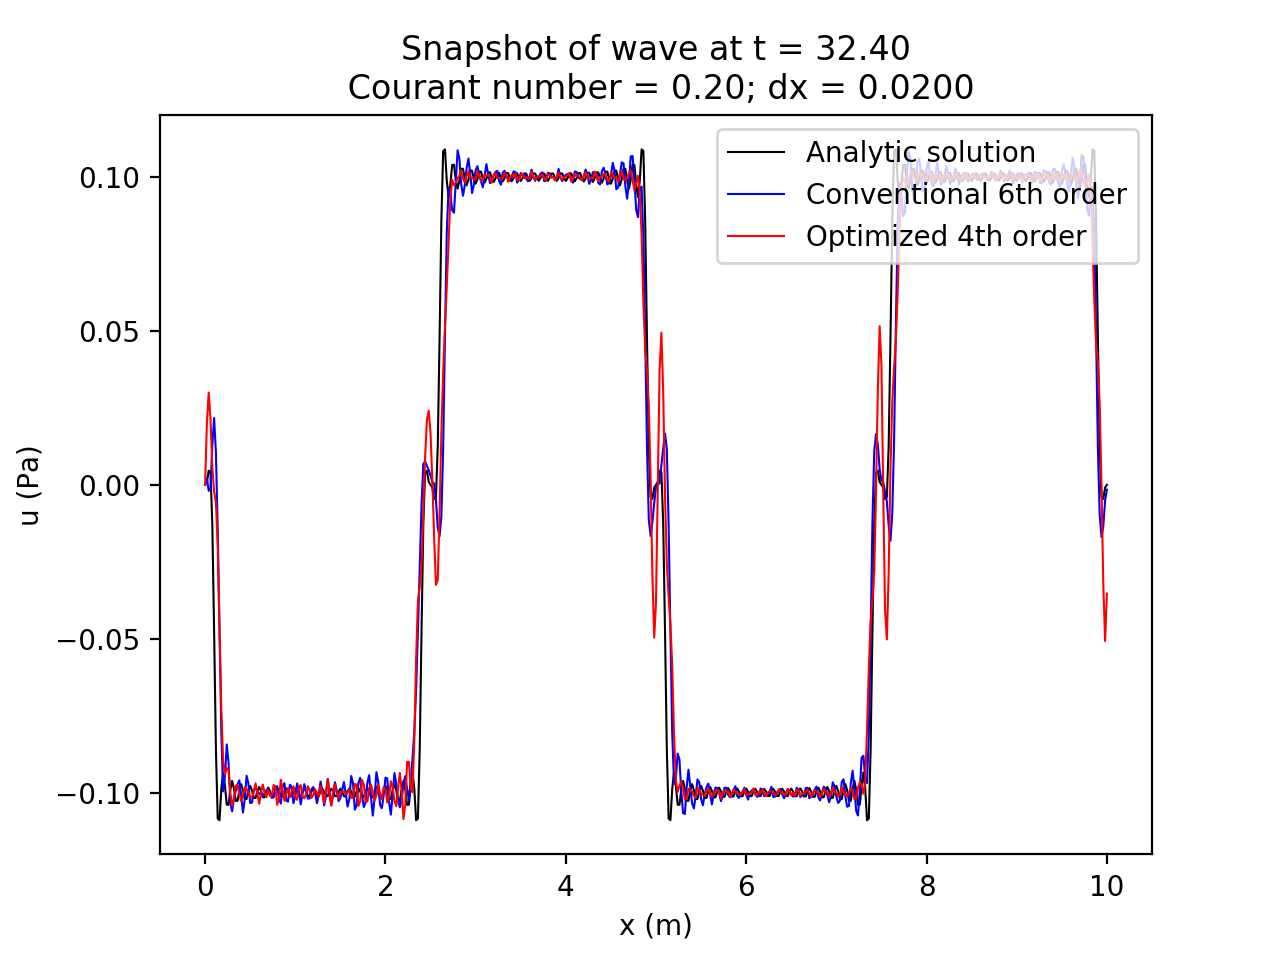 Snapshot of wave at t = 32.40
Courant number = 0.20; dx = 0.0200
Analytic solution
Conventional 6th order
Optimized 4th order
0.10
0.05
0.00
−0.05
−0.10
u (Pa)
0 2 4 6 8 10
x (m)